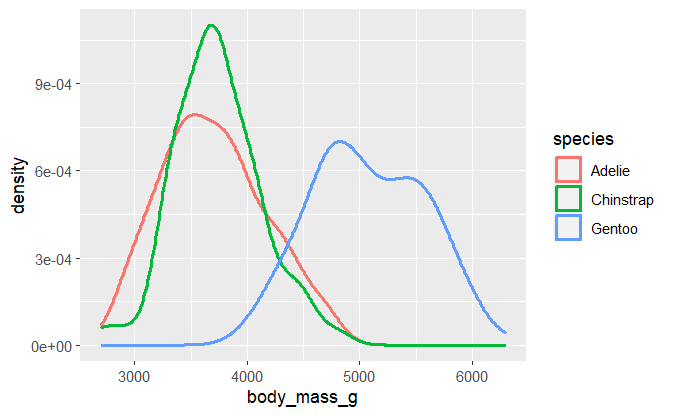 density
9e-04
6e-04
3e-04
0e+00
3000 4000 5000 6000
body_mass_g
species
Adelie
Chinstrap
Gentoo